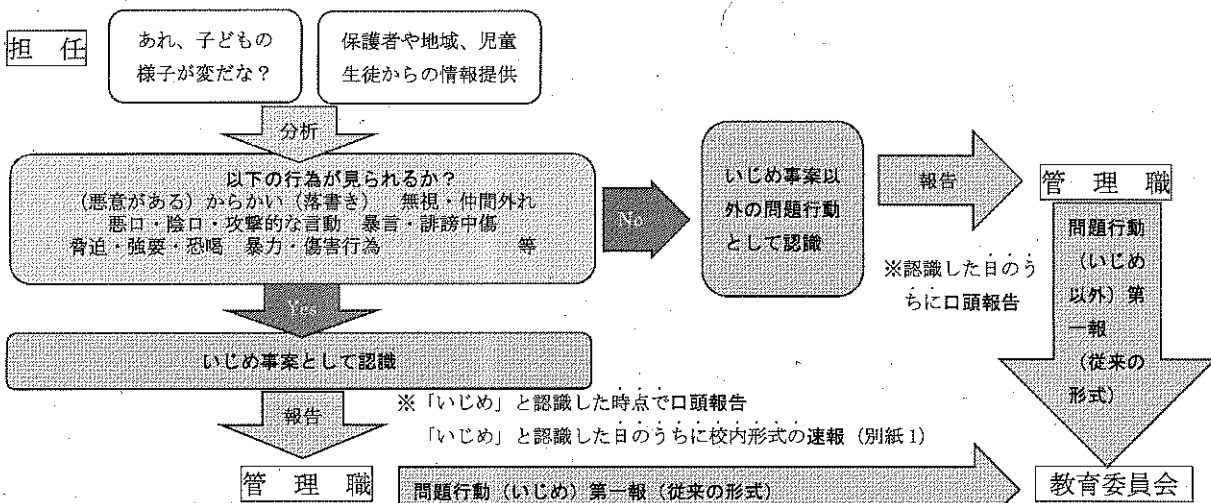 担 任
あれ、子どもの
様子が変だな？
保護者や地域、児童
生徒からの情報提供
分析
以下の行為が見られるか？
(悪意がある) からかい (落書き) 無視・仲間外れ
悪口・陰口・攻撃的な言動 暴言・誹謗中傷
脅迫・強要・恐喝 暴力・傷害行為 等
No
いじめ事案以
外の問題行動
として認識
報告
※認識した日のう
ちに口頭報告
管 理 職
問題行動
(いじめ
以外) 第
一報
(従来の
形式)
Yes
いじめ事案として認識
報告
※「いじめ」と認識した時点で口頭報告
「いじめ」と認識した日のうちに校内形式の速報 (別紙1)
管 理 職
問題行動 (いじめ) 第一報 (従来の形式)
教育委員会